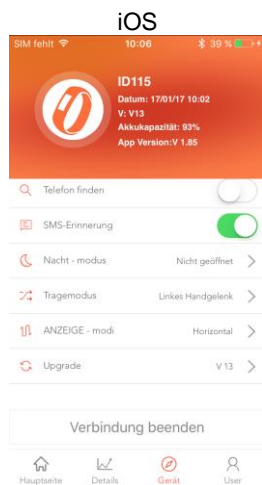 iOS
SIM fehlt 10:06 39 %
ID115
Datum: 17/01/17 10:02
V: V13
Akkukapazität: 93%
App Version:V 1.85
Telefon finden
SMS-Erinnerung
Nacht - modus Nicht geöffnet
Tragemodus Linkes Handgelenk
ANZEIGE - modi Horizontal
Upgrade V 13
Verbindung beenden
Hauptseite Details Gerät User